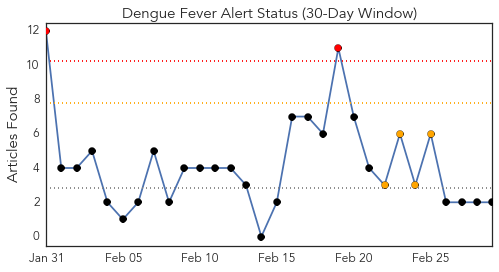 Dengue Fever Alert Status (30-Day Window)
Articles Found
12
10
8
6
4
2
0
Jan 31 Feb 05 Feb 10 Feb 15 Feb 20 Feb 25